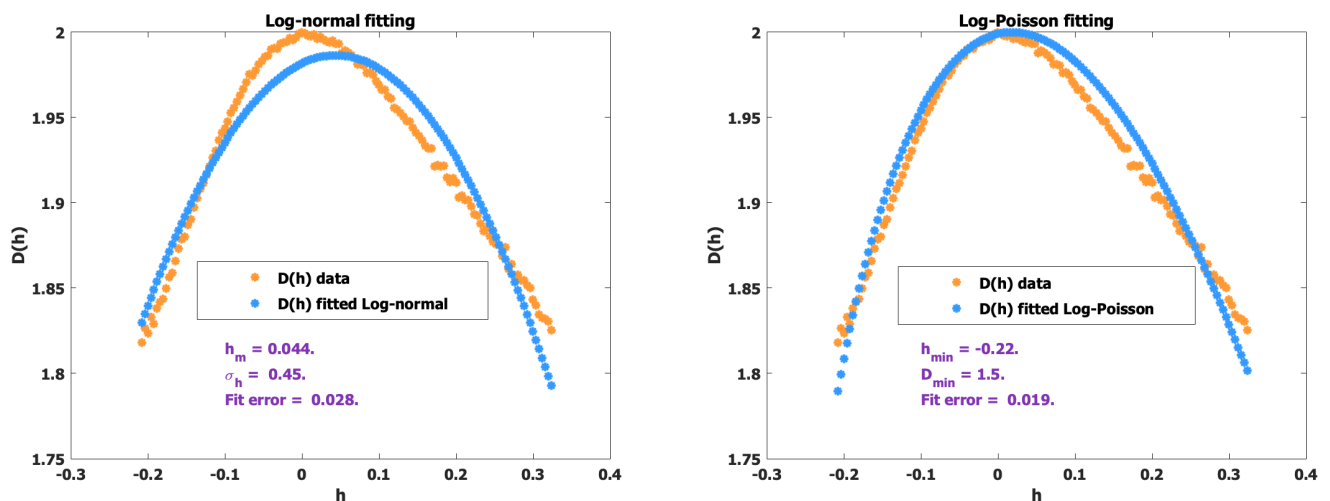 Log-normal fitting
2
1.95
1.9
1.85
1.8
1.75
D(h)
D(h) data
D(h) fitted Log-normal
h_m = 0.044.
σ_h = 0.45.
Fit error = 0.028.
-0.3 -0.2 -0.1 0 0.1 0.2 0.3 0.4
h
Log-Poisson fitting
2
1.95
1.9
1.85
1.8
1.75
D(h)
D(h) data
D(h) fitted Log-Poisson
h_min = -0.22.
D_min = 1.5.
Fit error = 0.019.
-0.3 -0.2 -0.1 0 0.1 0.2 0.3 0.4
h